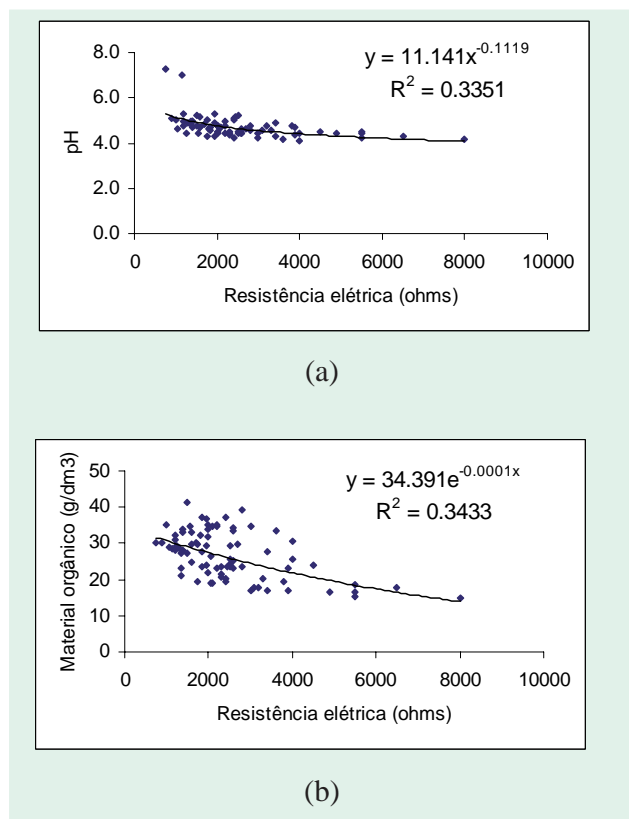 8.0
6.0
4.0
2.0
0.0
pH
y = 11.141x^-0.1119
R² = 0.3351
0 2000 4000 6000 8000 10000
Resistência elétrica (ohms)
(a)
50
40
30
20
10
0
Material orgânico (g/dm3)
y = 34.391e^-0.0001x
R² = 0.3433
0 2000 4000 6000 8000 10000
Resistência elétrica (ohms)
(b)